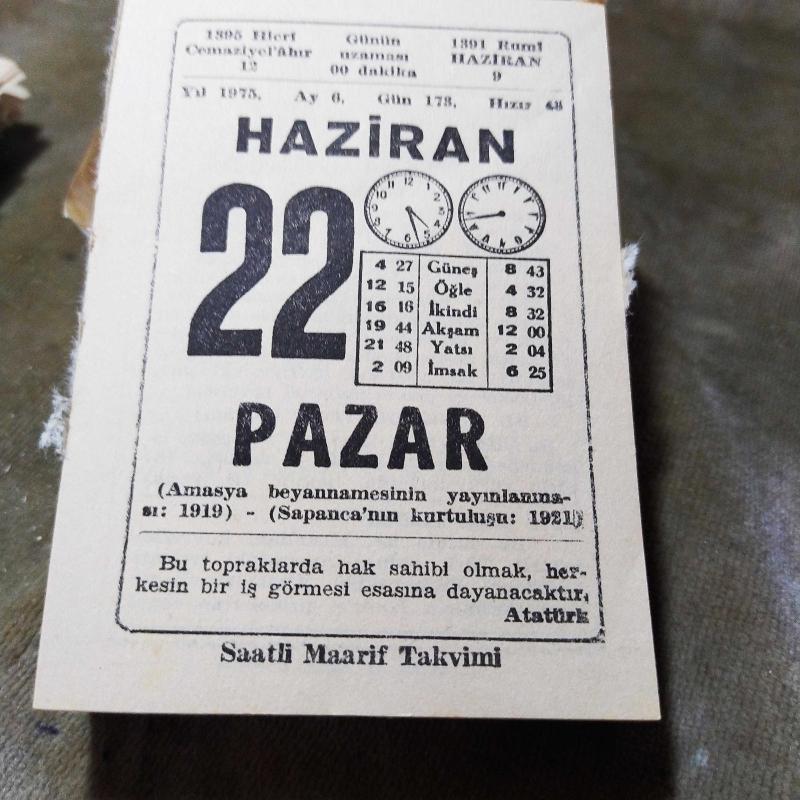 1395 Hicrî Günün 1391 Rumî
Cemaziyel'âhır uzaması HAZİRAN
12 00 dakika 9
Yıl 1975, Ay 6, Gün 173, Hızır 48
HAZİRAN
22
4 27 Güneş 8 43
12 15 Öğle 4 32
16 16 İkindi 8 32
19 44 Akşam 12 00
21 48 Yatsı 2 04
2 09 İmsak 6 25
PAZAR
(Amasya beyannamesinin yayınlanma-
sı: 1919) - (Sapanca'nın kurtuluşu: 1921)
Bu topraklarda hak sahibi olmak, her-
kesin bir iş görmesi esasına dayanacaktır.
Atatürk
Saatli Maarif Takvimi